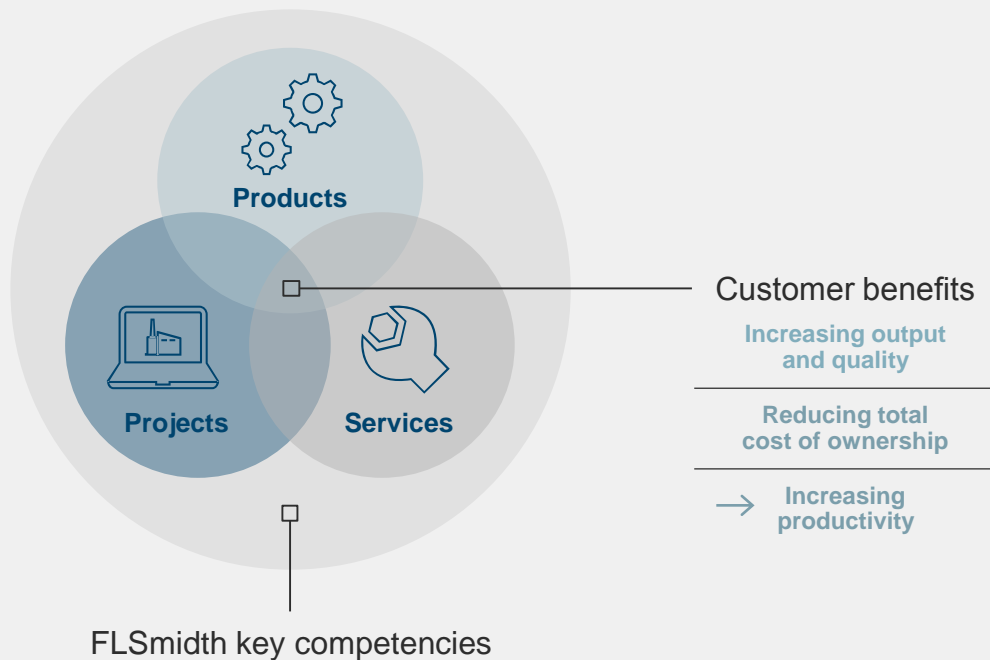 Products
Projects
Services
Customer benefits
Increasing output
and quality
Reducing total
cost of ownership
Increasing
productivity
FLSmidth key competencies